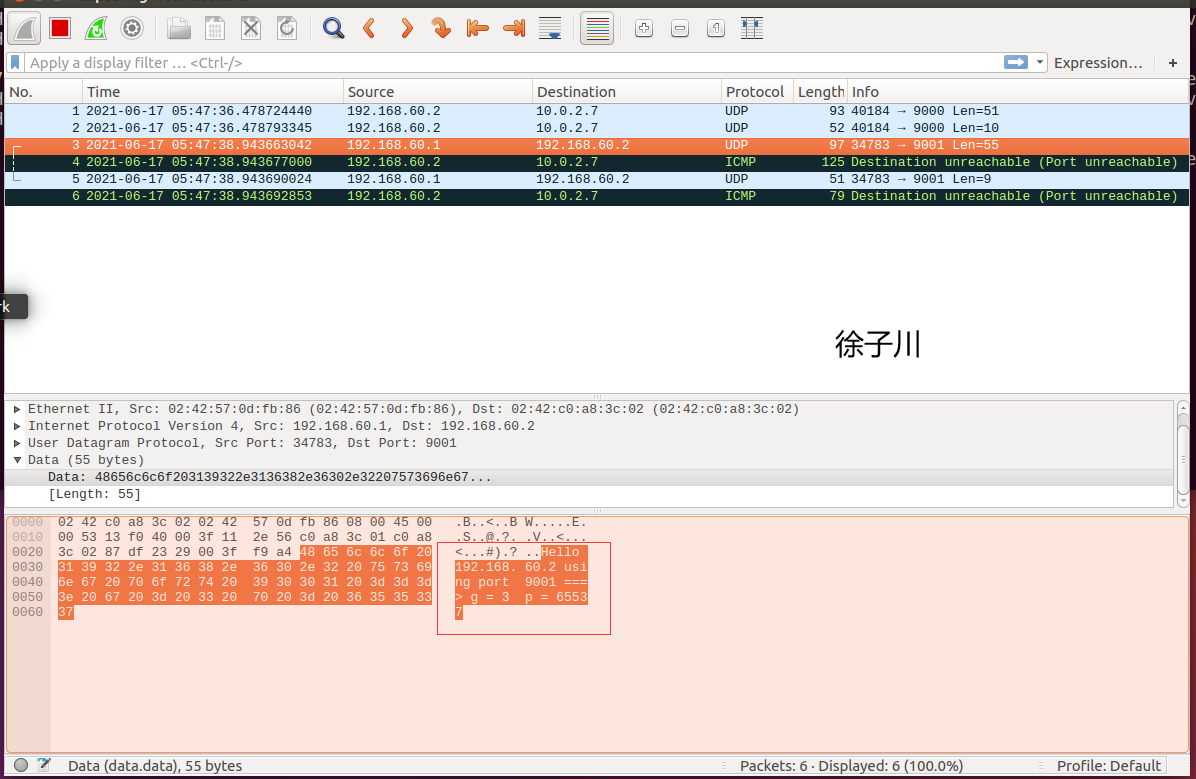 Apply a display filter … <Ctrl-/>
Expression…
+
No. Time Source Destination Protocol Length Info
1 2021-06-17 05:47:36.478724440 192.168.60.2 10.0.2.7 UDP 93 40184 → 9000 Len=51
2 2021-06-17 05:47:36.478793345 192.168.60.2 10.0.2.7 UDP 52 40184 → 9000 Len=10
3 2021-06-17 05:47:38.943663042 192.168.60.1 192.168.60.2 UDP 97 34783 → 9001 Len=55
4 2021-06-17 05:47:38.943677000 192.168.60.2 10.0.2.7 ICMP 125 Destination unreachable (Port unreachable)
5 2021-06-17 05:47:38.943690024 192.168.60.1 192.168.60.2 UDP 51 34783 → 9001 Len=9
6 2021-06-17 05:47:38.943692853 192.168.60.2 10.0.2.7 ICMP 79 Destination unreachable (Port unreachable)
徐子川
Ethernet II, Src: 02:42:57:0d:fb:86 (02:42:57:0d:fb:86), Dst: 02:42:c0:a8:3c:02 (02:42:c0:a8:3c:02)
Internet Protocol Version 4, Src: 192.168.60.1, Dst: 192.168.60.2
User Datagram Protocol, Src Port: 34783, Dst Port: 9001
Data (55 bytes)
Data: 48656c6c6f203139322e3136382e36302e32207573696e67...
[Length: 55]
0000 02 42 c0 a8 3c 02 02 42 57 0d fb 86 08 00 45 00 .B..<..B W.....E.
0010 00 53 13 f0 40 00 3f 11 2e 56 c0 a8 3c 01 c0 a8 .S..@.?. .V..<...
0020 3c 02 87 df 23 29 00 3f f9 a4 48 65 6c 6c 6f 20 <...#).? ..Hello
0030 31 39 32 2e 31 36 38 2e 36 30 2e 32 20 75 73 69 192.168. 60.2 usi
0040 6e 67 20 70 6f 72 74 20 39 30 30 31 20 3d 3d 3d ng port 9001 ===
0050 3e 20 67 20 3d 20 33 20 70 20 3d 20 36 35 35 33 > g = 3 p = 6553
0060 37 7
Data (data.data), 55 bytes
Packets: 6 · Displayed: 6 (100.0%)
Profile: Default